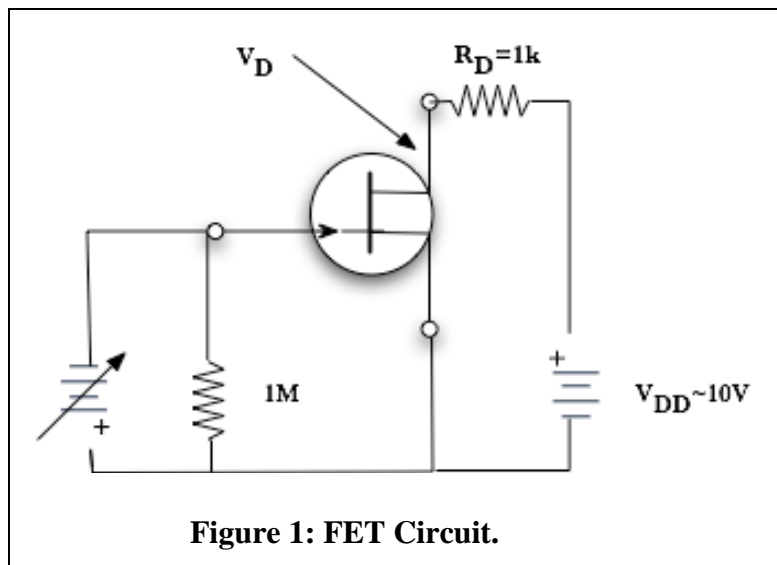 V_D
R_D=1k
+
1M
+
V_DD~10V
Figure 1: FET Circuit.